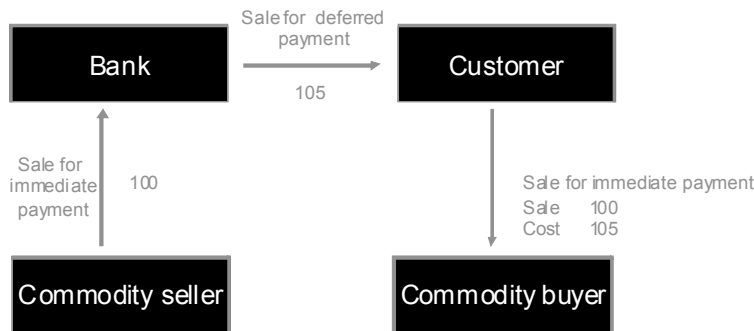 Sale for deferred
payment
Bank
Customer
105
Sale for
immediate
payment
100
Sale for immediate payment
Sale 100
Cost 105
Commodity seller
Commodity buyer